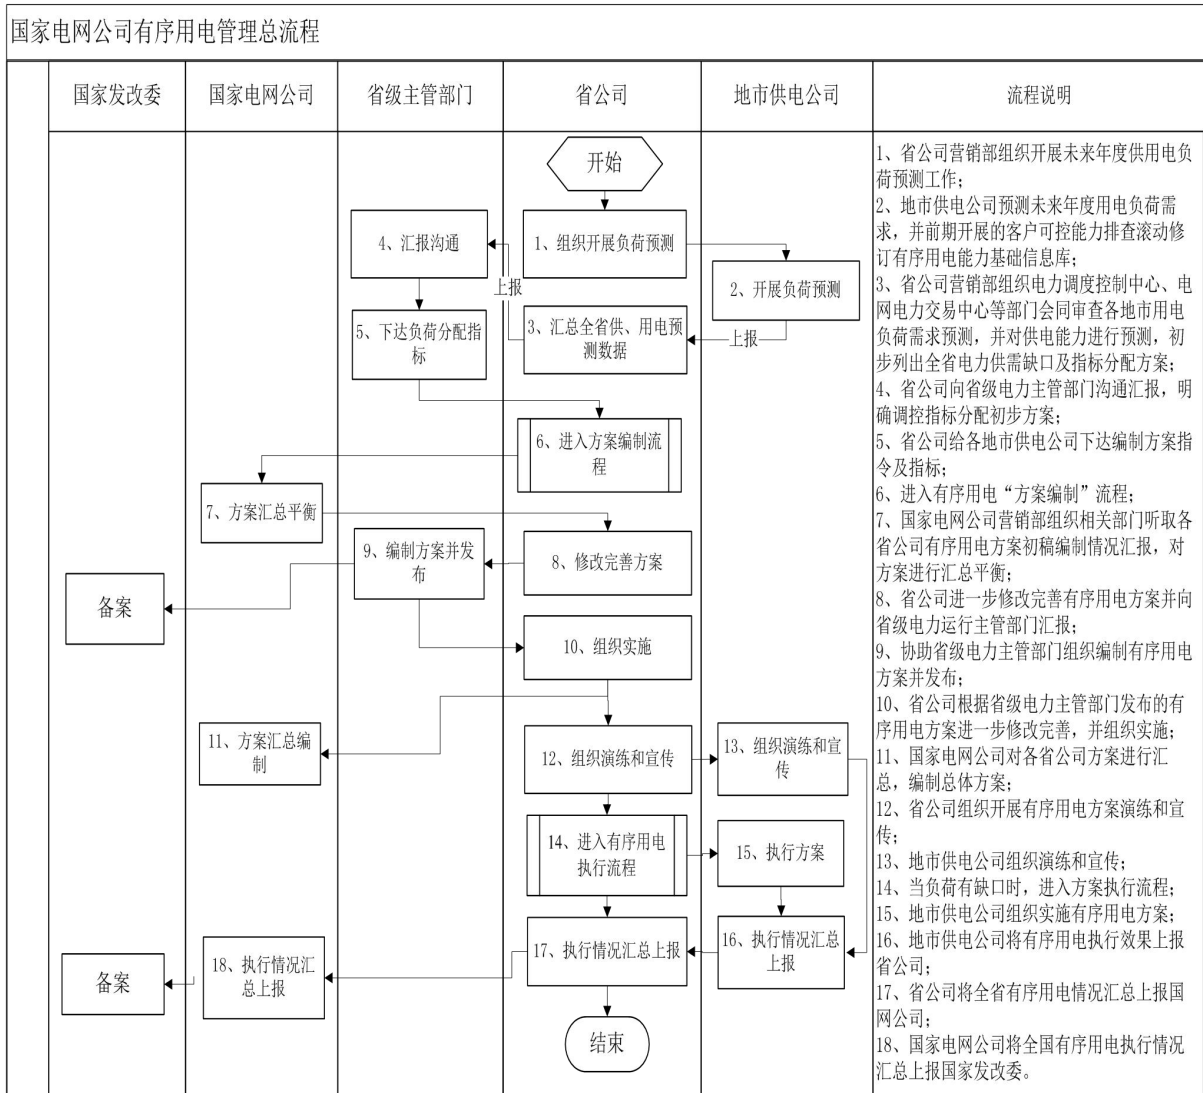 国家电网公司有序用电管理总流程
国家发改委
国家电网公司
省级主管部门
省公司
地市供电公司
流程说明
开始
1、组织开展负荷预测
4、汇报沟通
2、开展负荷预测
上报
3、汇总全省供、用电预
测数据
上报
5、下达负荷分配指
标
6、进入方案编制流
程
7、方案汇总平衡
8、修改完善方案
9、编制方案并发
布
备案
10、组织实施
11、方案汇总编
制
12、组织演练和宣传
13、组织演练和宣
传
14、进入有序用电
执行流程
15、执行方案
16、执行情况汇总
上报
17、执行情况汇总上报
18、执行情况汇
总上报
备案
结束
1、省公司营销部组织开展未来年度供用电负
荷预测工作；
2、地市供电公司预测未来年度用电负荷需
求，并前期开展的客户可控能力排查滚动修
订有序用电能力基础信息库；
3、省公司营销部组织电力调度控制中心、电
网电力交易中心等部门会同审查各地市用电
负荷需求预测，并对供电能力进行预测，初
步列出全省电力供需缺口及指标分配方案；
4、省公司向省级电力主管部门沟通汇报，明
确调控指标分配初步方案；
5、省公司给各地市供电公司下达编制方案指
令及指标；
6、进入有序用电“方案编制”流程；
7、国家电网公司营销部组织相关部门听取各
省公司有序用电方案初稿编制情况汇报，对
方案进行汇总平衡；
8、省公司进一步修改完善有序用电方案并向
省级电力运行主管部门汇报；
9、协助省级电力主管部门组织编制有序用电
方案并发布；
10、省公司根据省级电力主管部门发布的有
序用电方案进一步修改完善，并组织实施；
11、国家电网公司对各省公司方案进行汇
总，编制总体方案；
12、省公司组织开展有序用电方案演练和宣
传；
13、地市供电公司组织演练和宣传；
14、当负荷有缺口时，进入方案执行流程；
15、地市供电公司组织实施有序用电方案；
16、地市供电公司将有序用电执行效果上报
省公司；
17、省公司将全省有序用电情况汇总上报国
网公司；
18、国家电网公司将全国有序用电执行情况
汇总上报国家发改委。